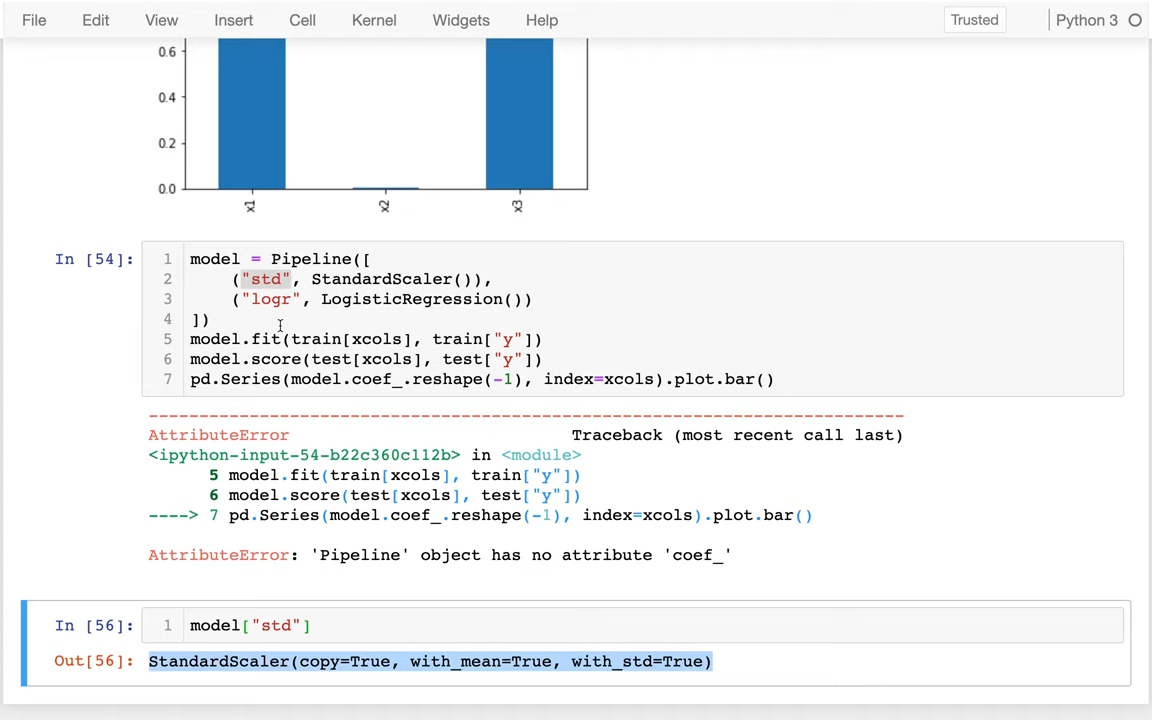 File Edit View Insert Cell Kernel Widgets Help Trusted Python 3
0.6
0.4
0.2
0.0
x1 x2 x3
In [54]:
1 model = Pipeline([
2 ("std", StandardScaler()),
3 ("logr", LogisticRegression())
4 ])
5 model.fit(train[xcols], train["y"])
6 model.score(test[xcols], test["y"])
7 pd.Series(model.coef_.reshape(-1), index=xcols).plot.bar()
---------------------------------------------------------------------------
AttributeError Traceback (most recent call last)
<ipython-input-54-b22c360c112b> in <module>
5 model.fit(train[xcols], train["y"])
6 model.score(test[xcols], test["y"])
----> 7 pd.Series(model.coef_.reshape(-1), index=xcols).plot.bar()
AttributeError: 'Pipeline' object has no attribute 'coef_'
In [56]: 1 model["std"]
Out[56]: StandardScaler(copy=True, with_mean=True, with_std=True)